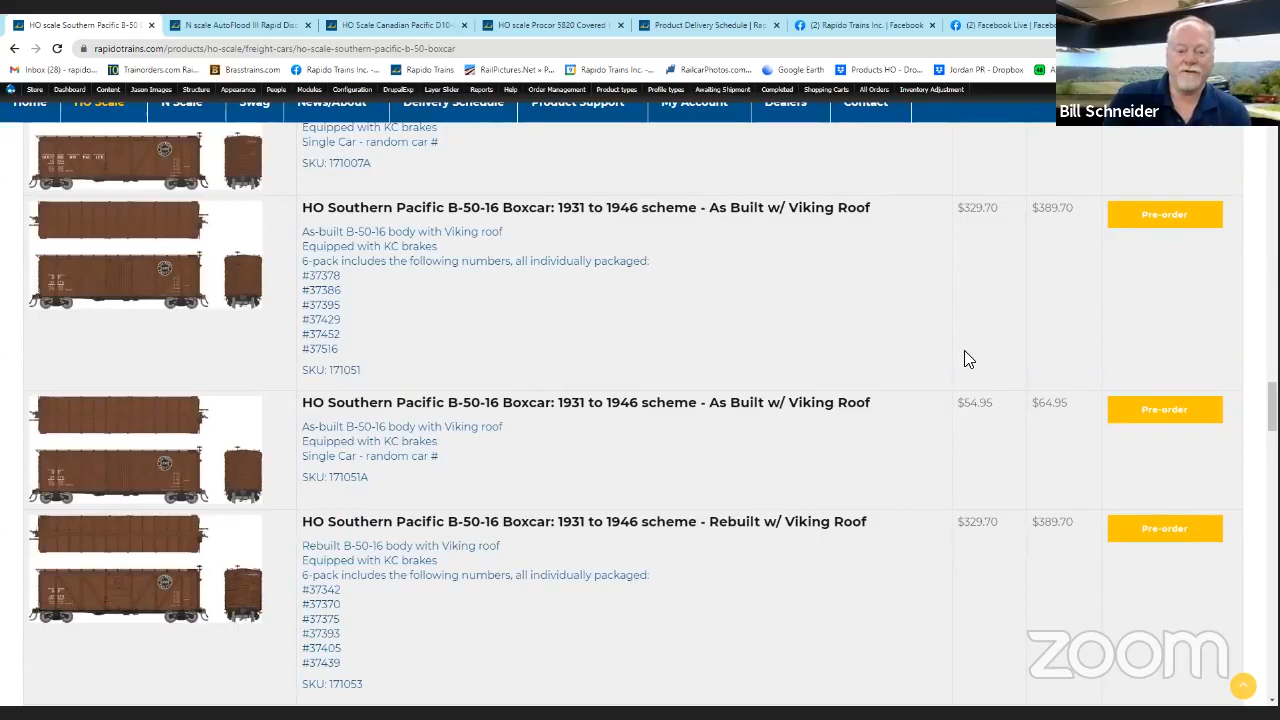 HO scale Southern Pacific B-50
N scale AutoFlood III Rapid Disc
HO Scale Canadian Pacific D10-
HO scale Procor 5820 Covered
Product Delivery Schedule | Rap
(2) Rapido Trains Inc. | Facebook
(2) Facebook Live | Faceb
rapidotrains.com/products/ho-scale/freight-cars/ho-scale-southern-pacific-b-50-boxcar
Inbox (28) - rapido...
Trainorders.com Rai...
Brasstrains.com
Rapido Trains Inc. -...
Rapido Trains
RailPictures.Net » P...
Rapido Trains Inc. -...
RailcarPhotos.com...
Google Earth
Products HO - Dro...
Jordan PR - Dropbox
Store Dashboard Content Jason Images Structure Appearance People Modules Configuration DrupalExp Layer Slider Reports Help Order Management Product types Profile types Awaiting Shipment Completed Shopping Carts All Orders Inventory Adjustment
Home HO Scale N Scale Swag News/About Delivery Schedule Product Support My Account Dealers Contact
Bill Schneider
Equipped with KC brakes
Single Car - random car #
SKU: 171007A
HO Southern Pacific B-50-16 Boxcar: 1931 to 1946 scheme - As Built w/ Viking Roof
$329.70
$389.70
Pre-order
As-built B-50-16 body with Viking roof
Equipped with KC brakes
6-pack includes the following numbers, all individually packaged:
#37378
#37386
#37395
#37429
#37452
#37516
SKU: 171051
HO Southern Pacific B-50-16 Boxcar: 1931 to 1946 scheme - As Built w/ Viking Roof
$54.95
$64.95
Pre-order
As-built B-50-16 body with Viking roof
Equipped with KC brakes
Single Car - random car #
SKU: 171051A
HO Southern Pacific B-50-16 Boxcar: 1931 to 1946 scheme - Rebuilt w/ Viking Roof
$329.70
$389.70
Pre-order
Rebuilt B-50-16 body with Viking roof
Equipped with KC brakes
6-pack includes the following numbers, all individually packaged:
#37342
#37370
#37375
#37393
#37405
#37439
SKU: 171053
zoom